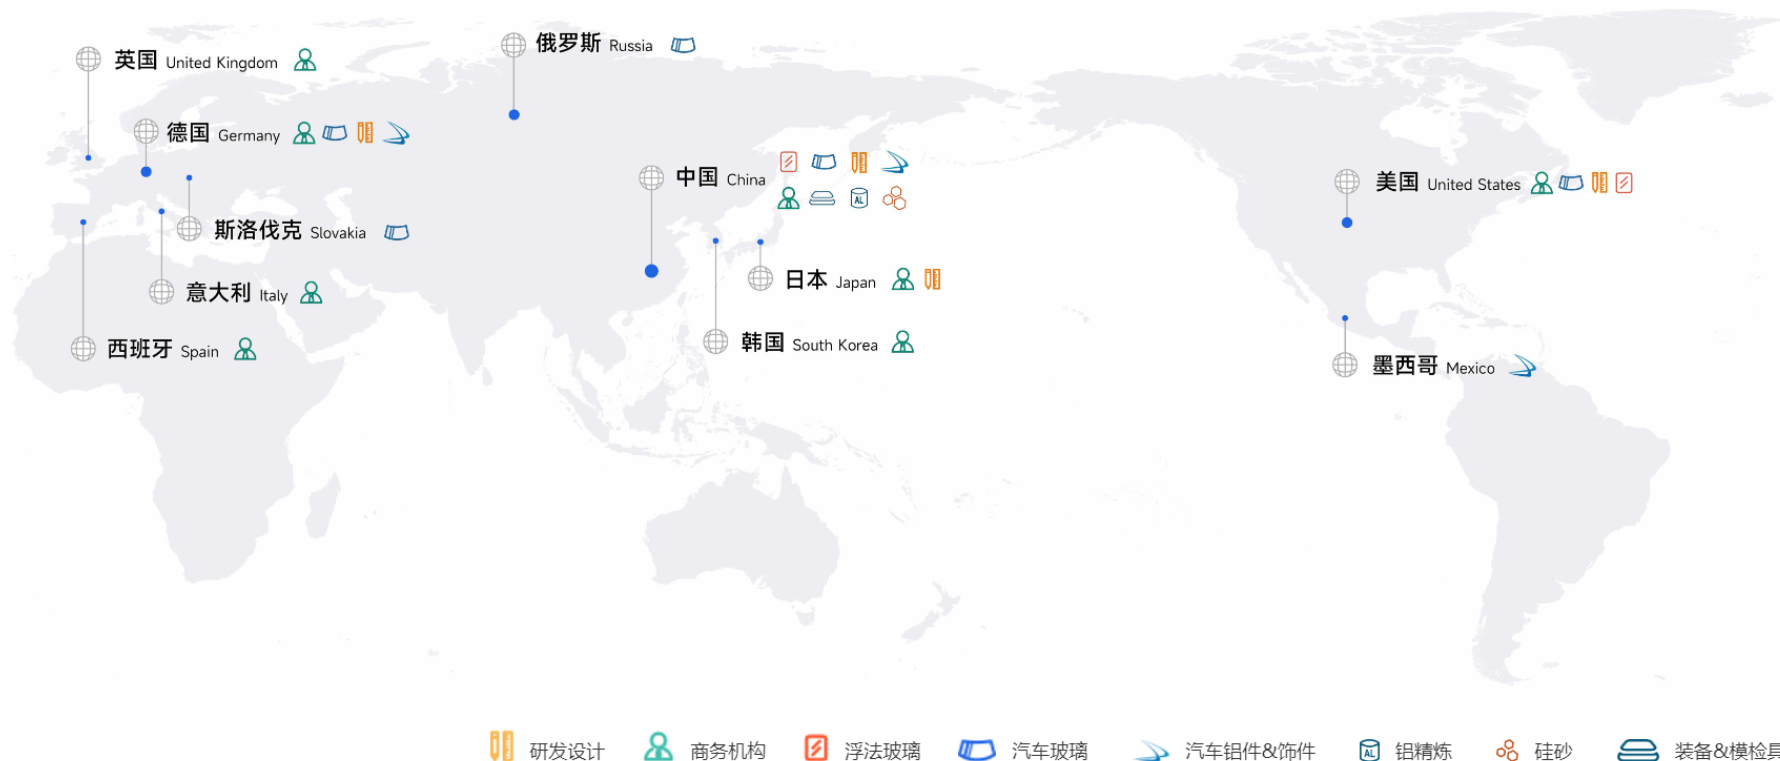 英国 United Kingdom
俄罗斯 Russia
德国 Germany
中国 China
美国 United States
斯洛伐克 Slovakia
日本 Japan
意大利 Italy
韩国 South Korea
西班牙 Spain
墨西哥 Mexico
研发设计 商务机构 浮法玻璃 汽车玻璃 汽车铝件&饰件 AL 铝精炼 硅砂 装备&模检具